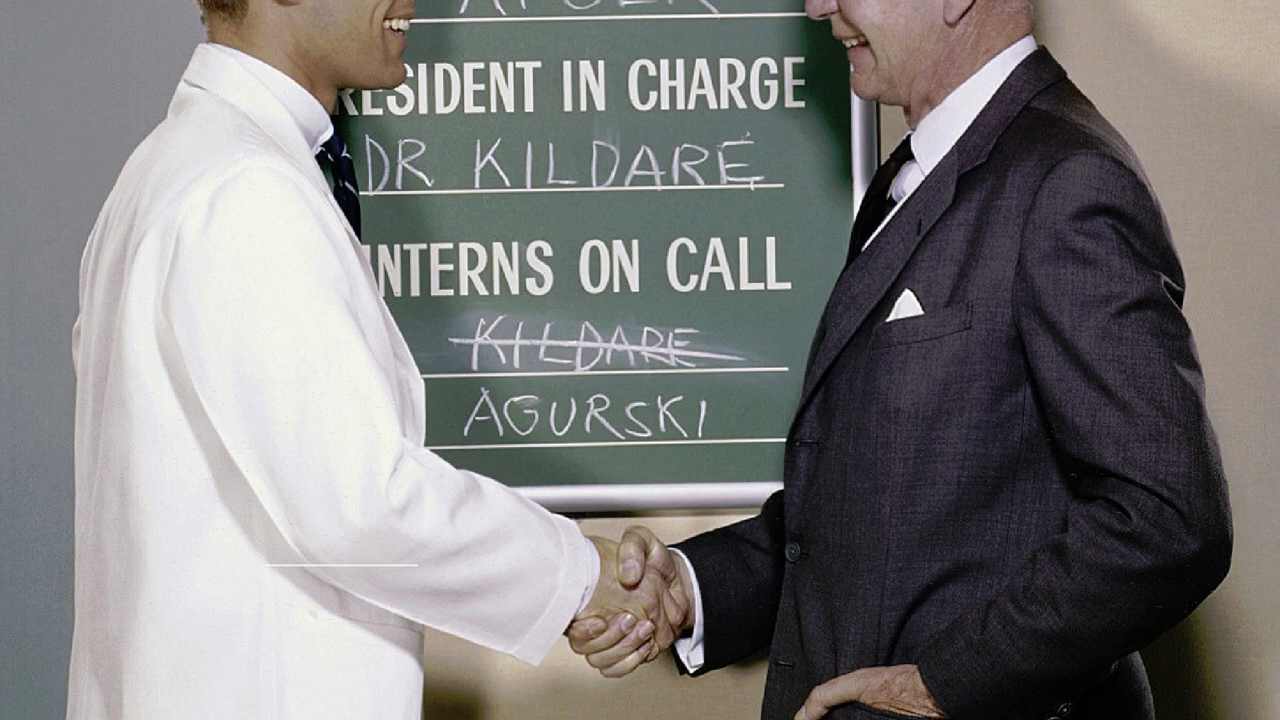 RESIDENT IN CHARGE
DR KILDARE
INTERNS ON CALL
KILDARE
AGURSKI